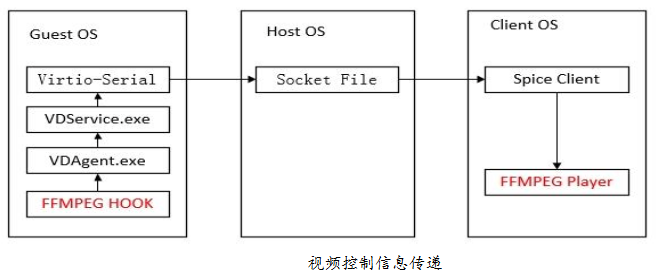 Guest OS
Virtio-Serial
VDService.exe
VDAgent.exe
FFMPEG HOOK
Host OS
Socket File
Client OS
Spice Client
FFMPEG Player
视频控制信息传递